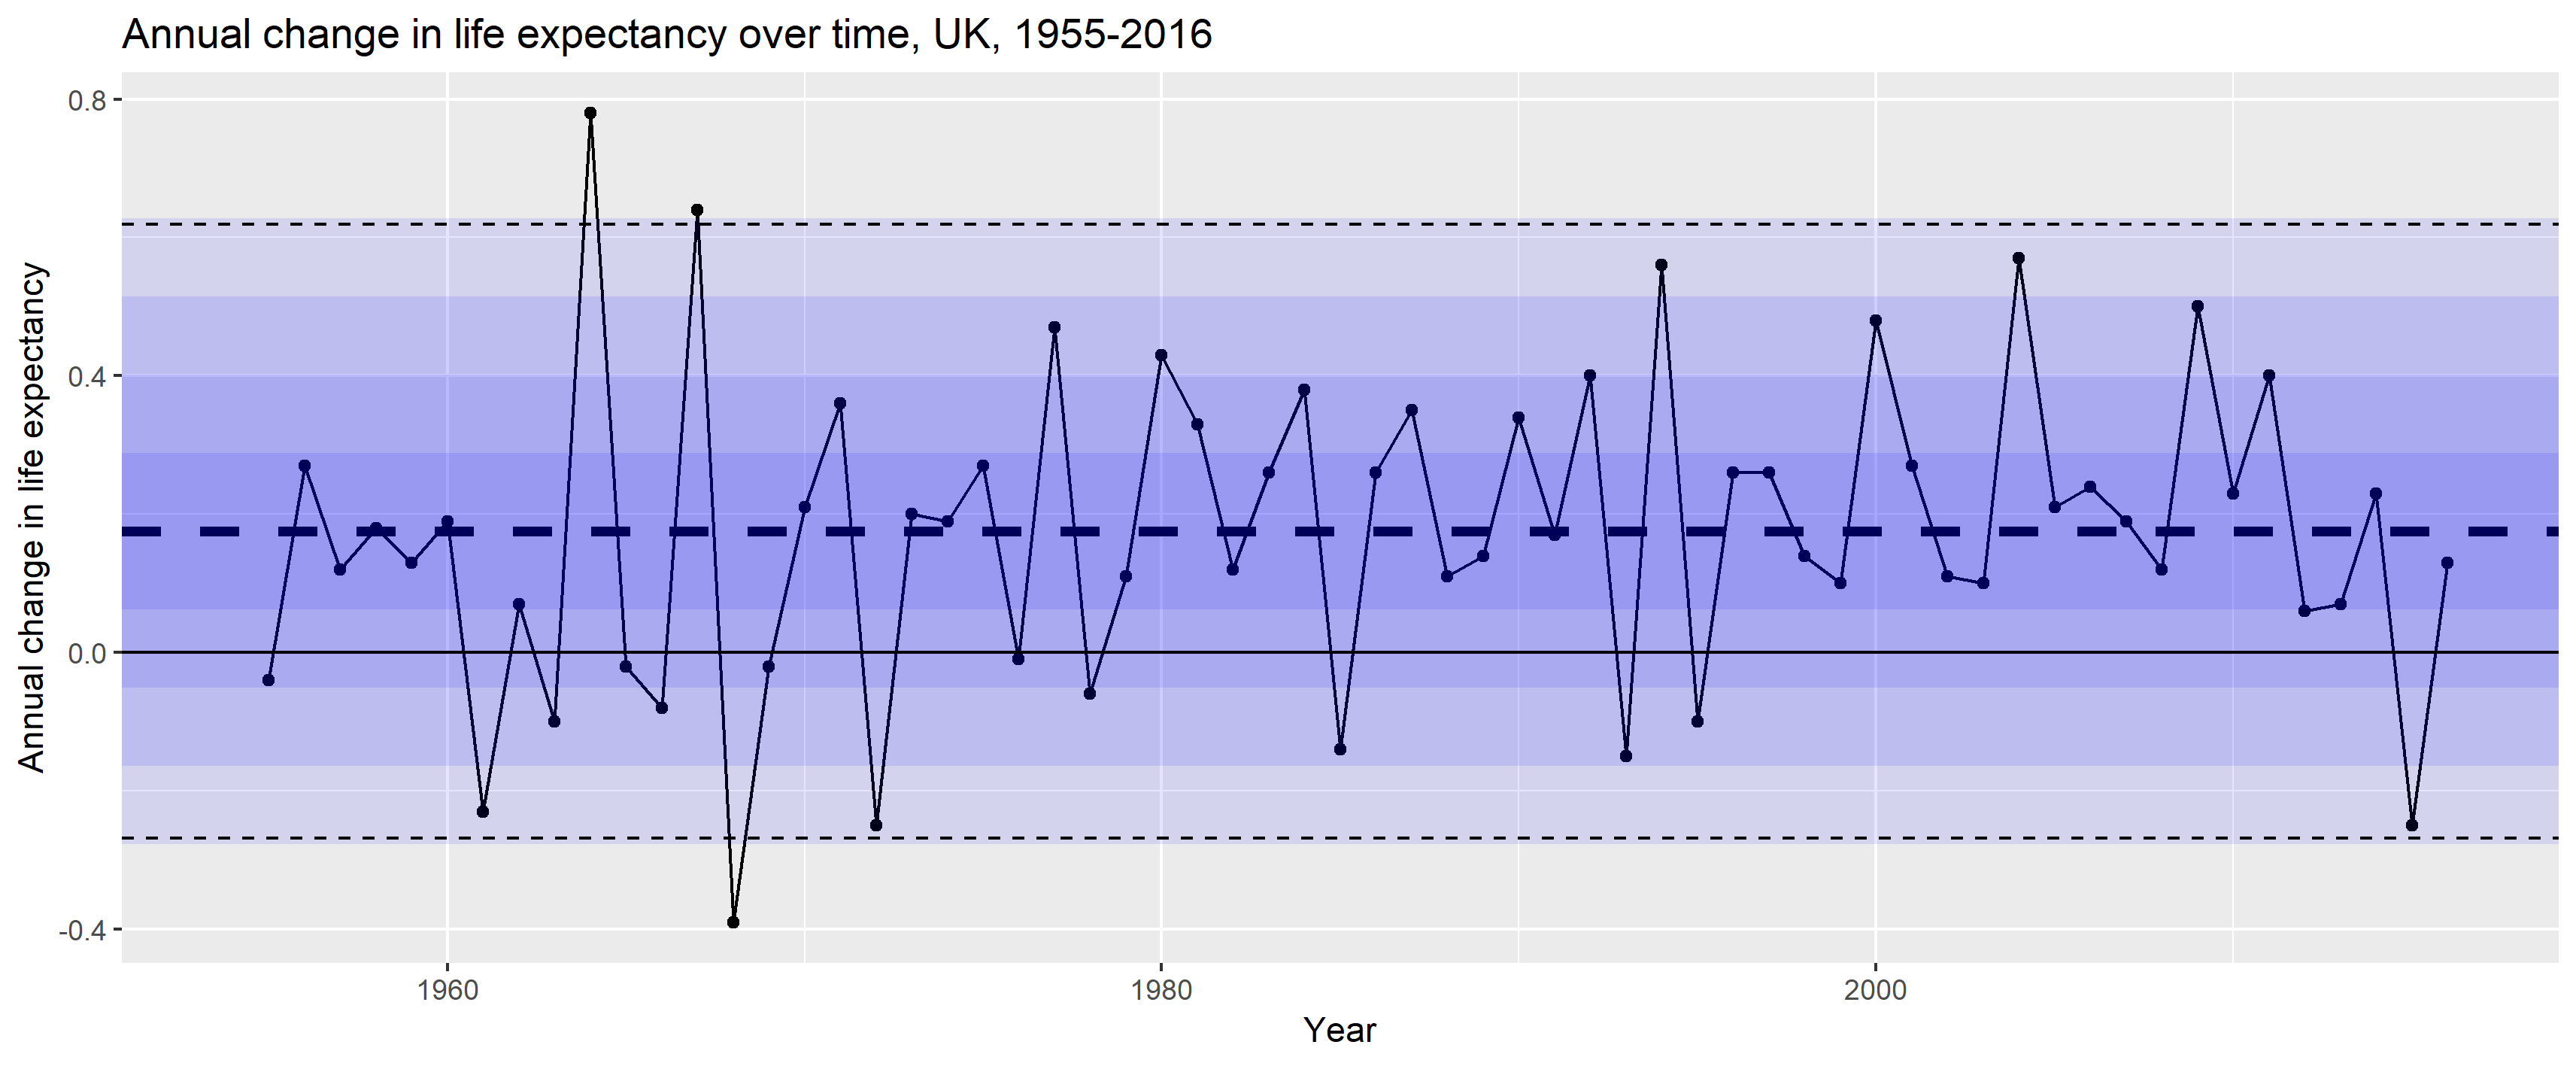 Annual change in life expectancy over time, UK, 1955-2016
Annual change in life expectancy
0.8
0.4
0.0
-0.4
1960
1980
2000
Year